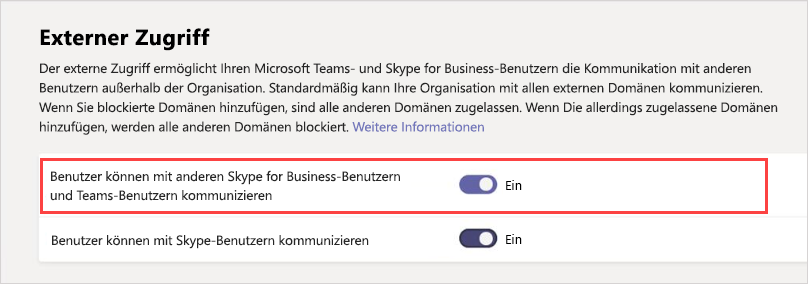 Externer Zugriff
Der externe Zugriff ermöglicht Ihren Microsoft Teams- und Skype for Business-Benutzern die Kommunikation mit anderen
Benutzern außerhalb der Organisation. Standardmäßig kann Ihre Organisation mit allen externen Domänen kommunizieren.
Wenn Sie blockierte Domänen hinzufügen, sind alle anderen Domänen zugelassen. Wenn Die allerdings zugelassene Domänen
hinzufügen, werden alle anderen Domänen blockiert. Weitere Informationen
Benutzer können mit anderen Skype for Business-Benutzern
und Teams-Benutzern kommunizieren
Ein
Benutzer können mit Skype-Benutzern kommunizieren
Ein